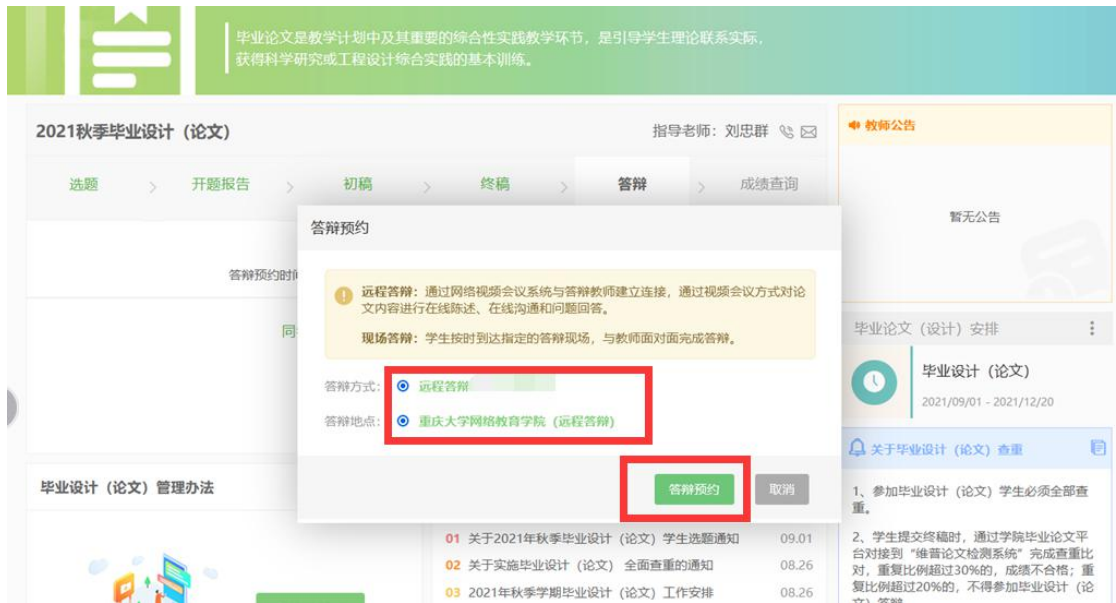 毕业论文是教学计划中及其重要的综合性实践教学环节，是引导学生理论联系实际，
获得科学研究或工程设计综合实践的基本训练。
2021秋季毕业设计（论文）
指导老师：刘忠群
选题
开题报告
初稿
终稿
答辩
成绩查询
答辩预约时间
同
答辩预约
远程答辩：通过网络视频会议系统与答辩教师建立连接，通过视频会议方式对论
文内容进行在线陈述、在线沟通和问题回答。
现场答辩：学生按时到达指定的答辩现场，与教师面对面完成答辩。
答辩方式：
远程答辩
答辩地点：
重庆大学网络教育学院（远程答辩）
答辩预约
取消
毕业设计（论文）管理办法
01 关于2021年秋季毕业设计（论文）学生选题通知 09.01
02 关于实施毕业设计（论文） 全面查重的通知 08.26
03 2021年秋季学期毕业设计（论文）工作安排 08.26
教师公告
暂无公告
毕业论文（设计）安排
毕业设计（论文）
2021/09/01 - 2021/12/20
关于毕业设计（论文）查重
1、参加毕业设计（论文）学生必须全部查
重。
2、学生提交终稿时，通过学院毕业论文平
台对接到“维普论文检测系统”完成查重比
对，重复比例超过30%的，成绩不合格；重
复比例超过20%的，不得参加毕业设计（论
文）答辩